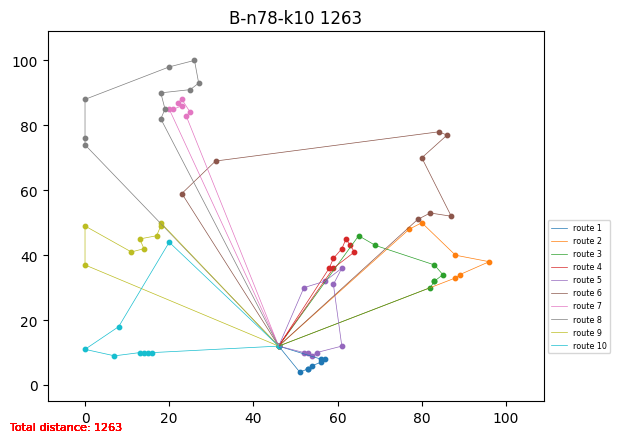 B-n78-k10 1263
100
80
60
40
20
0
0 20 40 60 80 100
route 1
route 2
route 3
route 4
route 5
route 6
route 7
route 8
route 9
route 10
Total distance: 1263